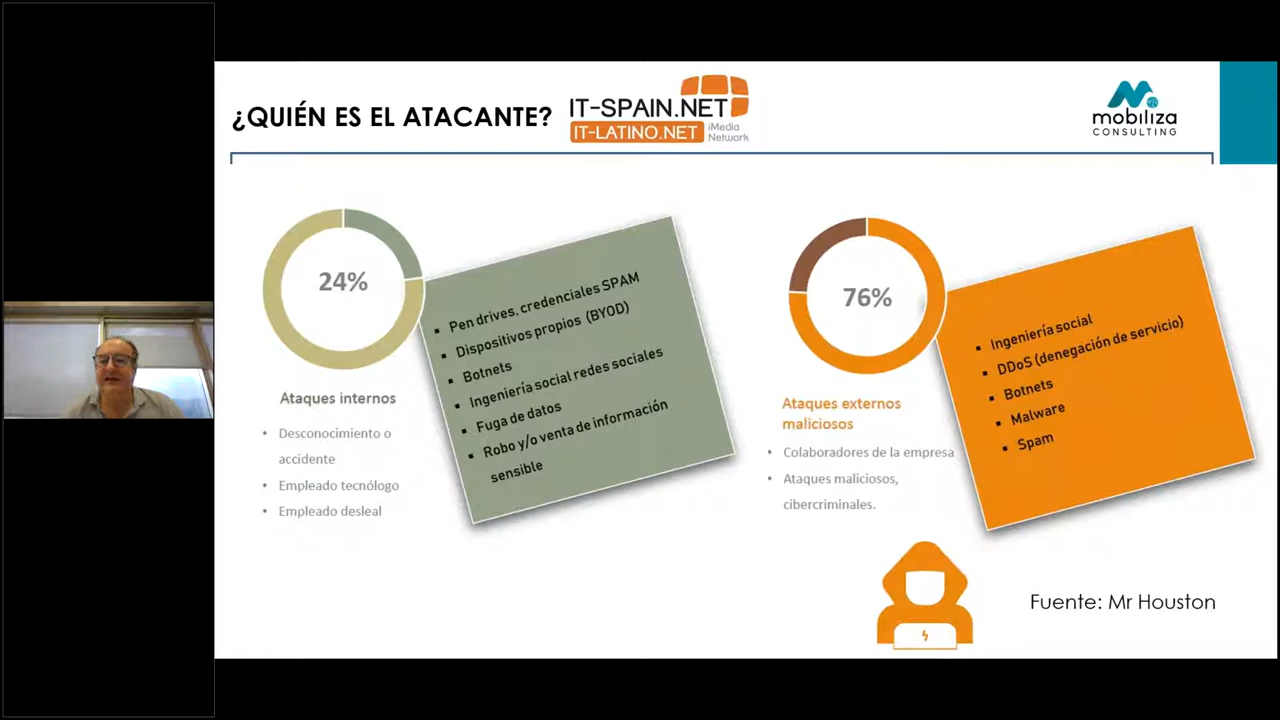 ¿QUIÉN ES EL ATACANTE?
IT-SPAIN.NET
IT-LATINO.NET
iMedia
Network
mobiliza
CONSULTING
24%
Ataques internos
• Desconocimiento o
accidente
• Empleado tecnólogo
• Empleado desleal
▪ Pen drives, credenciales SPAM
▪ Dispositivos propios (BYOD)
▪ Botnets
▪ Ingeniería social redes sociales
▪ Fuga de datos
▪ Robo y/o venta de información
sensible
76%
Ataques externos
maliciosos
• Colaboradores de la empresa
• Ataques maliciosos,
cibercriminales.
▪ Ingeniería social
▪ DDoS (denegación de servicio)
▪ Botnets
▪ Malware
▪ Spam
Fuente: Mr Houston